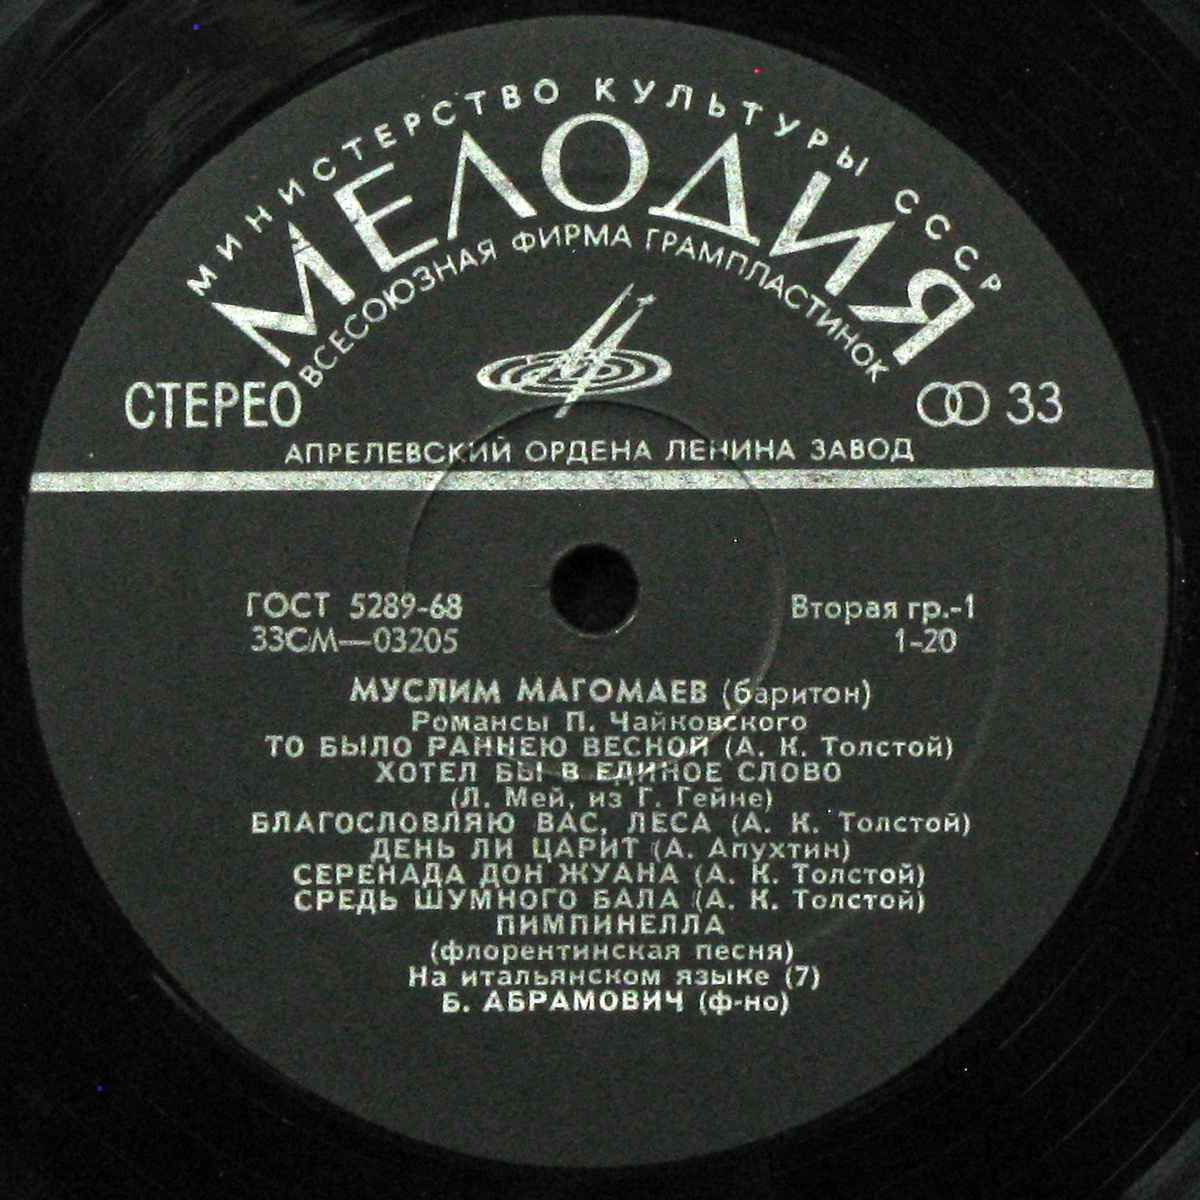 МИНИСТЕРСТВО КУЛЬТУРЫ СССР
МЕЛОДИЯ
ВСЕСОЮЗНАЯ ФИРМА ГРАМПЛАСТИНОК
СТЕРЕО 33
АПРЕЛЕВСКИЙ ОРДЕНА ЛЕНИНА ЗАВОД
ГОСТ 5289-68 Вторая гр.-1
33СМ—03205 1-20
МУСЛИМ МАГОМАЕВ (баритон)
Романсы П. Чайковского
ТО БЫЛО РАННЕЮ ВЕСНОЙ (А. К. Толстой)
ХОТЕЛ БЫ В ЕДИНОЕ СЛОВО
(Л. Мей, из Г. Гейне)
БЛАГОСЛОВЛЯЮ ВАС, ЛЕСА (А. К. Толстой)
ДЕНЬ ЛИ ЦАРИТ (А. Апухтин)
СЕРЕНАДА ДОН ЖУАНА (А. К. Толстой)
СРЕДЬ ШУМНОГО БАЛА (А. К. Толстой)
ПИМПИНЕЛЛА
(флорентинская песня)
На итальянском языке (7)
Б. АБРАМОВИЧ (ф-но)